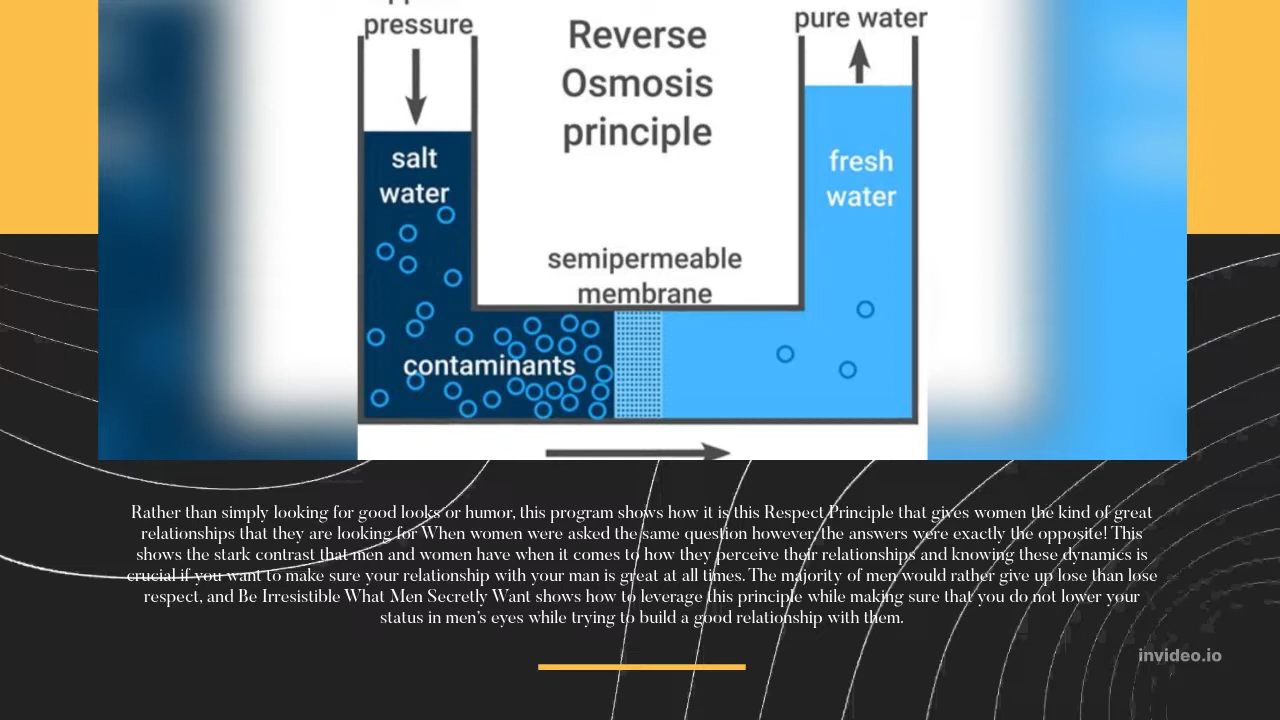 pressure
pure water
Reverse
Osmosis
principle
salt
water
fresh
water
semipermeable
membrane
contaminants
Rather than simply looking for good looks or humor, this program shows how it is this Respect Principle that gives women the kind of great
relationships that they are looking for When women were asked the same question however, the answers were exactly the opposite! This
shows the stark contrast that men and women have when it comes to how they perceive their relationships and knowing these dynamics is
crucial if you want to make sure your relationship with your man is great at all times. The majority of men would rather give up lose than lose
respect, and Be Irresistible What Men Secretly Want shows how to leverage this principle while making sure that you do not lower your
status in men's eyes while trying to build a good relationship with them.
invideo.io